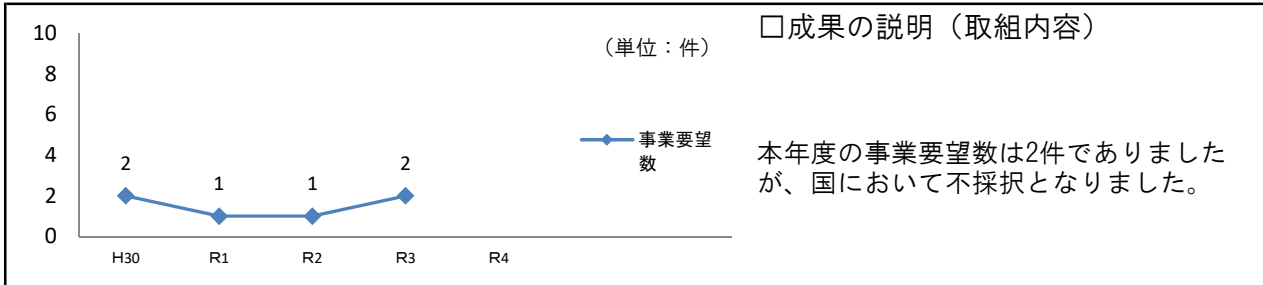 10
8
6
4
2
0
2
1
1
2
H30
R1
R2
R3
R4
（単位：件）
事業要望
数
□成果の説明（取組内容）
本年度の事業要望数は2件でありました
が、国において不採択となりました。